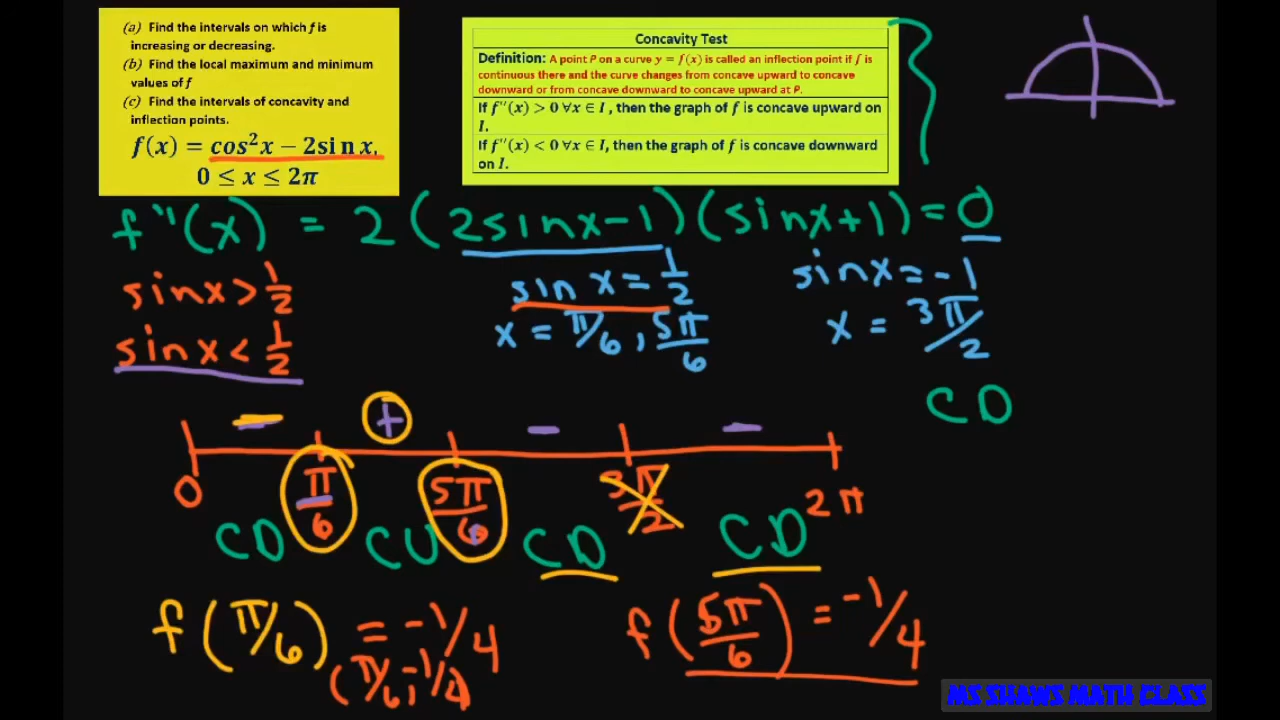 (a) Find the intervals on which f is
increasing or decreasing.
(b) Find the local maximum and minimum
values of f
(c) Find the intervals of concavity and
inflection points.
f(x) = cos²x − 2sin x,
0 ≤ x ≤ 2π
Concavity Test
Definition: A point P on a curve y = f(x) is called an inflection point if f is
continuous there and the curve changes from concave upward to concave
downward or from concave downward to concave upward at P.
If f''(x) > 0 ∀x ∈ I , then the graph of f is concave upward on
I.
If f''(x) < 0 ∀x ∈ I, then the graph of f is concave downward
on I.
f''(x) = 2(2sinx−1)(sinx+1) = 0
sinx > 1/2
sinx < 1/2
sin x = 1/2
x = π/6, 5π/6
sinx = -1
x = 3π/2
CD
− + − −
0 π/6 5π/6 3π/2 2π
CD CU CD CD
f(π/6) = -1/4
(π/6, -1/4)
f(5π/6) = -1/4
MS SHAWS MATH CLASS